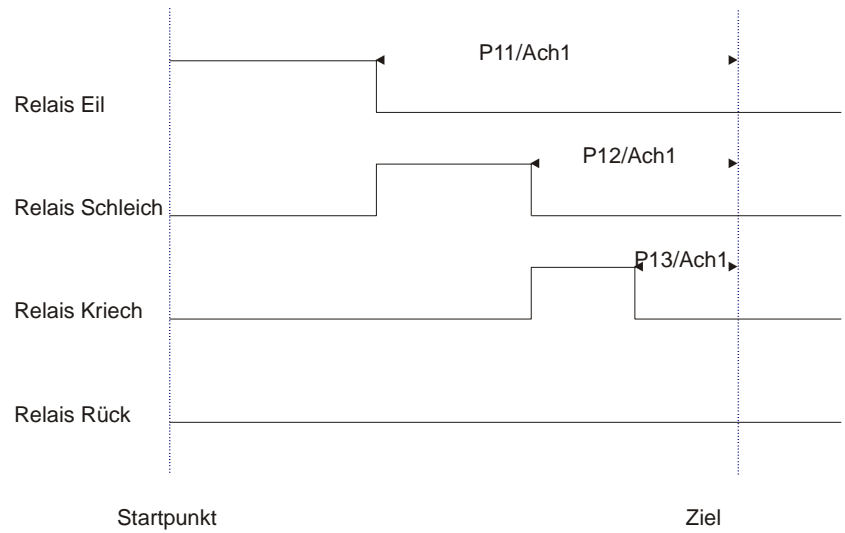 P11/Ach1
Relais Eil
P12/Ach1
Relais Schleich
P13/Ach1
Relais Kriech
Relais Rück
Startpunkt Ziel